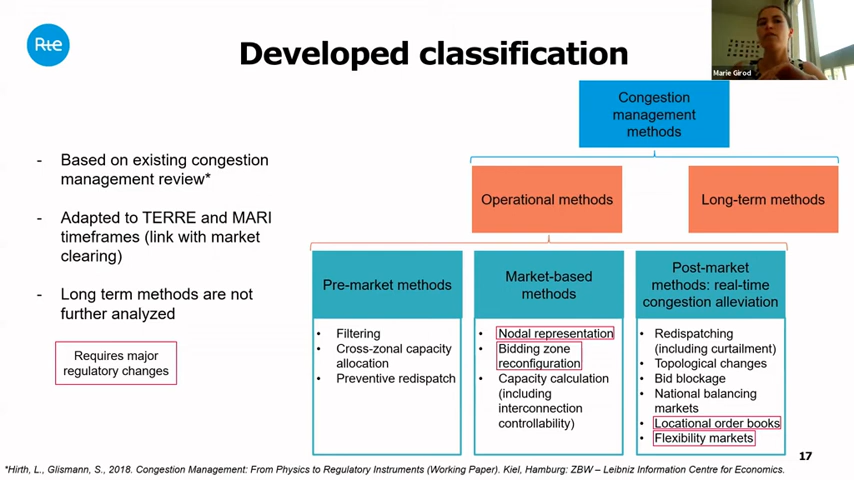 Rte
Developed classification
Marie Girod
- Based on existing congestion
management review*
- Adapted to TERRE and MARI
timeframes (link with market
clearing)
- Long term methods are not
further analyzed
Requires major
regulatory changes
Congestion
management
methods
Operational methods
Long-term methods
Pre-market methods
• Filtering
• Cross-zonal capacity
allocation
• Preventive redispatch
Market-based
methods
• Nodal representation
• Bidding zone
reconfiguration
• Capacity calculation
(including
interconnection
controllability)
Post-market
methods: real-time
congestion alleviation
• Redispatching
(including curtailment)
• Topological changes
• Bid blockage
• National balancing
markets
• Locational order books
• Flexibility markets
17
*Hirth, L., Glismann, S., 2018. Congestion Management: From Physics to Regulatory Instruments (Working Paper). Kiel, Hamburg: ZBW – Leibniz Information Centre for Economics.